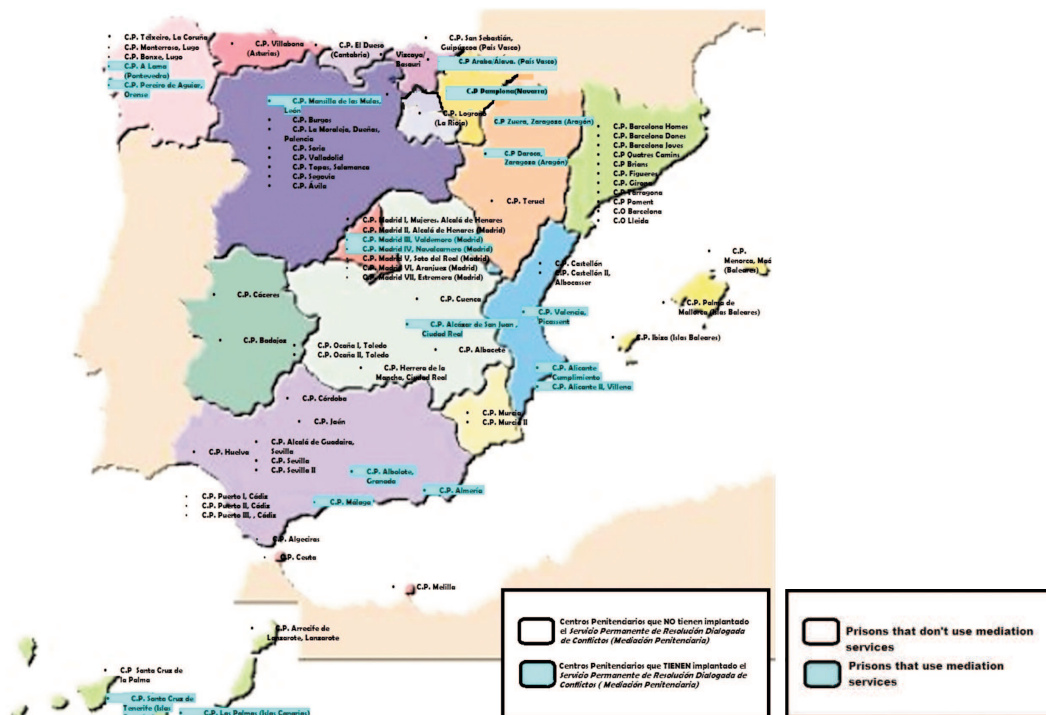 C.P. Teixeiro, La Coruña
C.P. Monterroso, Lugo
C.P. Bonxe, Lugo
C.P. A Lama
(Pontevedra)
C.P. Pereiro de Aguiar,
Orense
C.P. Villabona
(Asturias)
C.P. El Dueso
(Cantabria)
Vizcaya/
Basauri
C.P. San Sebastián,
Guipúzcoa (País Vasco)
C.P Araba/Álava. (País Vasco)
C.P Pamplona(Navarra)
C.P. Logroño
(La Rioja)
C.P Zuera, Zaragoza (Aragón)
C.P Daroca,
Zaragoza (Aragón)
C.P. Teruel
C.P. Mansilla de las Mulas,
León
C.P. Burgos
C.P. La Moraleja, Dueñas,
Palencia
C.P. Soria
C.P. Valladolid
C.P. Topas, Salamanca
C.P. Segovia
C.P. Ávila
C.P. Barcelona Homes
C.P. Barcelona Dones
C.P. Barcelona Joves
C.P Quatres Camins
C.P Brians
C.P. Figueres
C.P. Girona
C.P Tarragona
C.P Ponent
C.O Barcelona
C.O Lleida
C.P. Madrid I, Mujeres. Alcalá de Henares
C.P. Madrid II, Alcalá de Henares (Madrid)
C.P. Madrid III, Valdemoro (Madrid)
C.P. Madrid IV, Navalcarnero (Madrid)
C.P. Madrid V, Soto del Real (Madrid)
C.P. Madrid VI, Aranjuez (Madrid)
C.P. Madrid VII, Estremera (Madrid)
C.P.
Menorca, Maó
(Baleares)
C.P. Palma de
Mallorca (Islas Baleares)
C.P. Ibiza (Islas Baleares)
C.P. Castellón
C.P. Castellón II,
Albocasser
C.P. Valencia,
Picassent
C.P. Alicante
Cumplimiento
C.P. Alicante II, Villena
C.P. Cáceres
C.P. Badajoz
C.P. Cuenca
C.P. Alcázar de San Juan ,
Ciudad Real
C.P. Ocaña I, Toledo
C.P. Ocaña II, Toledo
C.P. Albacete
C.P. Herrera de la
Mancha, Ciudad Real
C.P. Murcia
C.P. Murcia II
C.P. Córdoba
C.P. Jaén
C.P. Huelva
C.P. Alcalá de Guadaira,
Sevilla
C.P. Sevilla
C.P. Sevilla II
C.P. Albolote,
Granada
C.P. Almería
C.P. Málaga
C.P. Puerto I, Cádiz
C.P. Puerto II, Cádiz
C.P. Puerto III, , Cádiz
C.P. Algeciras
C.P. Ceuta
C.P. Melilla
C.P. Arrecife de
Lanzarote, Lanzarote
C.P Santa Cruz de
la Palma
C.P. Santa Cruz de
Tenerife (Islas
C.P. Las Palmas (Islas Canarias)
Centros Penitenciarios que NO tienen implantado
el Servicio Permanente de Resolución Dialogada
de Conflictos (Mediación Penitenciaria)
Centros Penitenciarios que TIENEN implantado el
Servicio Permanente de Resolución Dialogada de
Conflictos ( Mediación Penitenciaria)
Prisons that don't use mediation
services
Prisons that use mediation
services